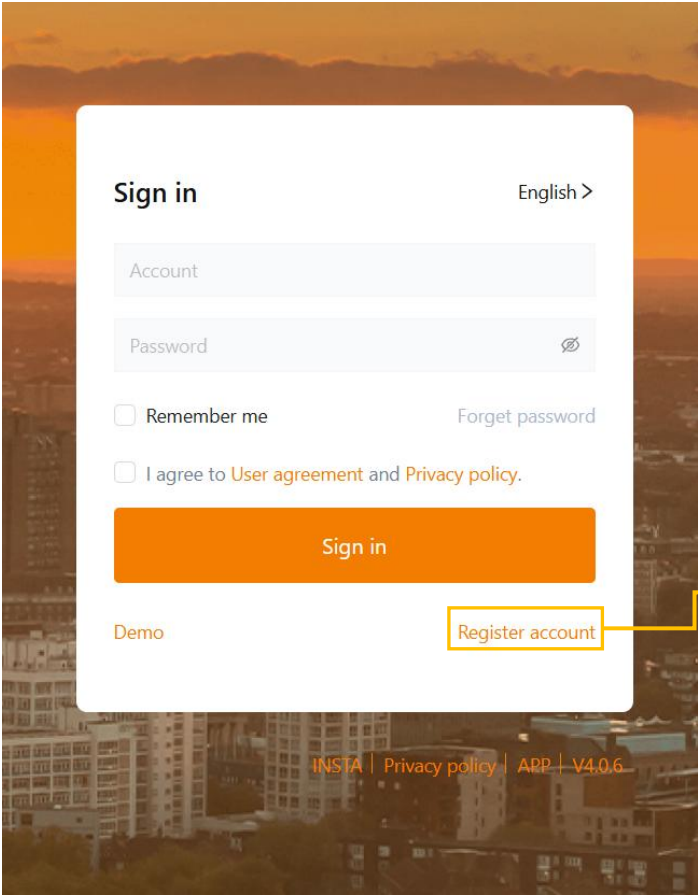 Sign in
English >
Account
Password
Remember me
Forget password
I agree to User agreement and Privacy policy.
Sign in
Demo
Register account
INSTA | Privacy policy | APP | V4.0.6